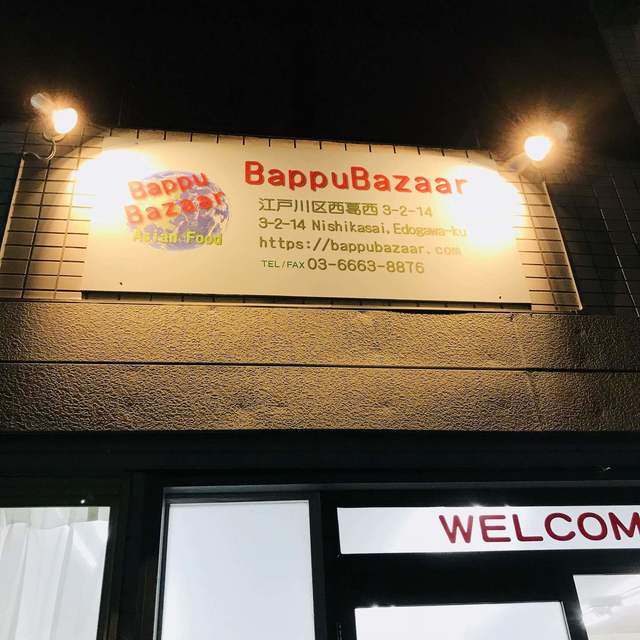 Bappu
Bazaar
Asian Food
BappuBazaar
江戸川区西葛西3-2-14
3-2-14 Nishikasai,Edogawa-ku
https://bappubazaar.com
TEL/FAX 03-6663-8876
WELCOM